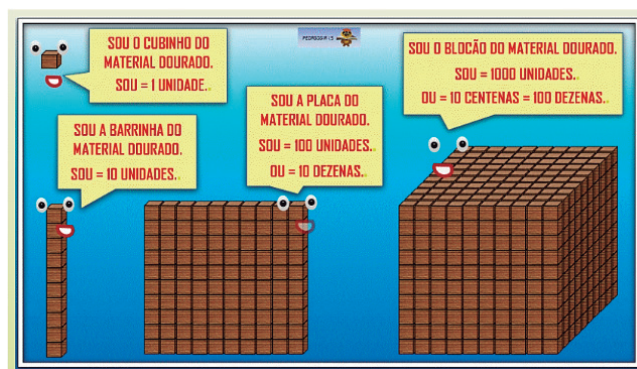 SOU O CUBINHO DO
MATERIAL DOURADO.
SOU = 1 UNIDADE..
SOU O BLOCÃO DO MATERIAL DOURADO.
SOU = 1000 UNIDADES..
OU = 10 CENTENAS = 100 DEZENAS..
SOU A PLACA DO
MATERIAL DOURADO.
SOU = 100 UNIDADES..
OU = 10 DEZENAS..
SOU A BARRINHA DO
MATERIAL DOURADO.
SOU = 10 UNIDADES..